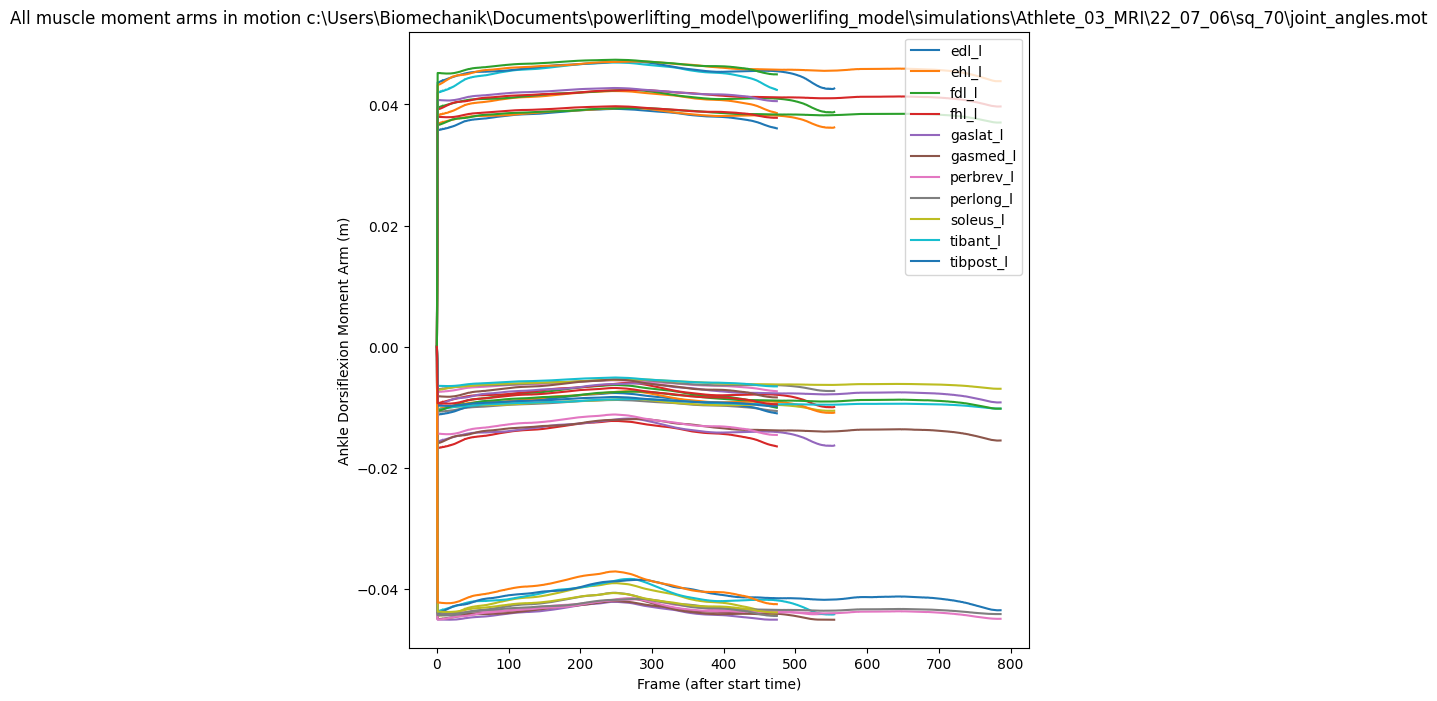 All muscle moment arms in motion c:\Users\Biomechanik\Documents\powerlifting_model\powerlifing_model\simulations\Athlete_03_MRI\22_07_06\sq_70\joint_angles.mot
edl_l
ehl_l
fdl_l
fhl_l
gaslat_l
gasmed_l
perbrev_l
perlong_l
soleus_l
tibant_l
tibpost_l
Ankle Dorsiflexion Moment Arm (m)
0.04
0.02
0.00
−0.02
−0.04
0 100 200 300 400 500 600 700 800
Frame (after start time)